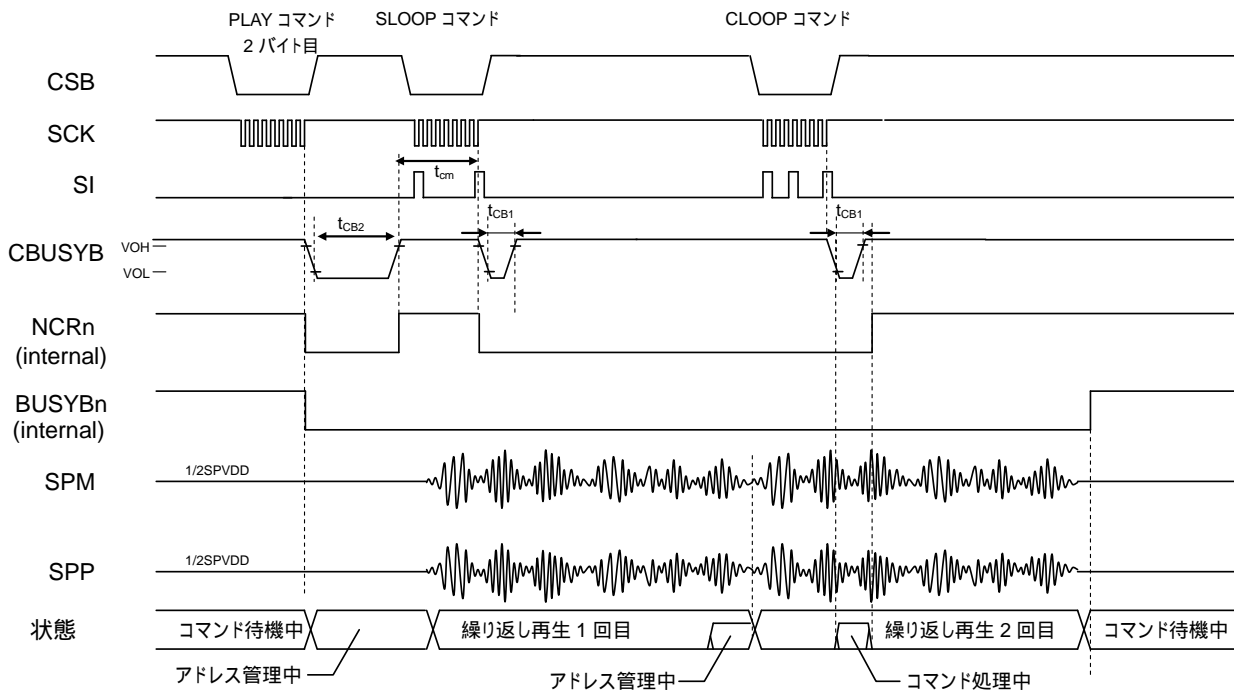 PLAY コマンド
2 バイト目
SLOOP コマンド
CLOOP コマンド
CSB
SCK
SI
tcm
tCB2
tCB1
tCB1
CBUSYB
VOH
VOL
NCRn
(internal)
BUSYBn
(internal)
SPM
1/2SPVDD
SPP
1/2SPVDD
状態
コマンド待機中
繰り返し再生 1 回目
繰り返し再生 2 回目
コマンド待機中
アドレス管理中
アドレス管理中
コマンド処理中